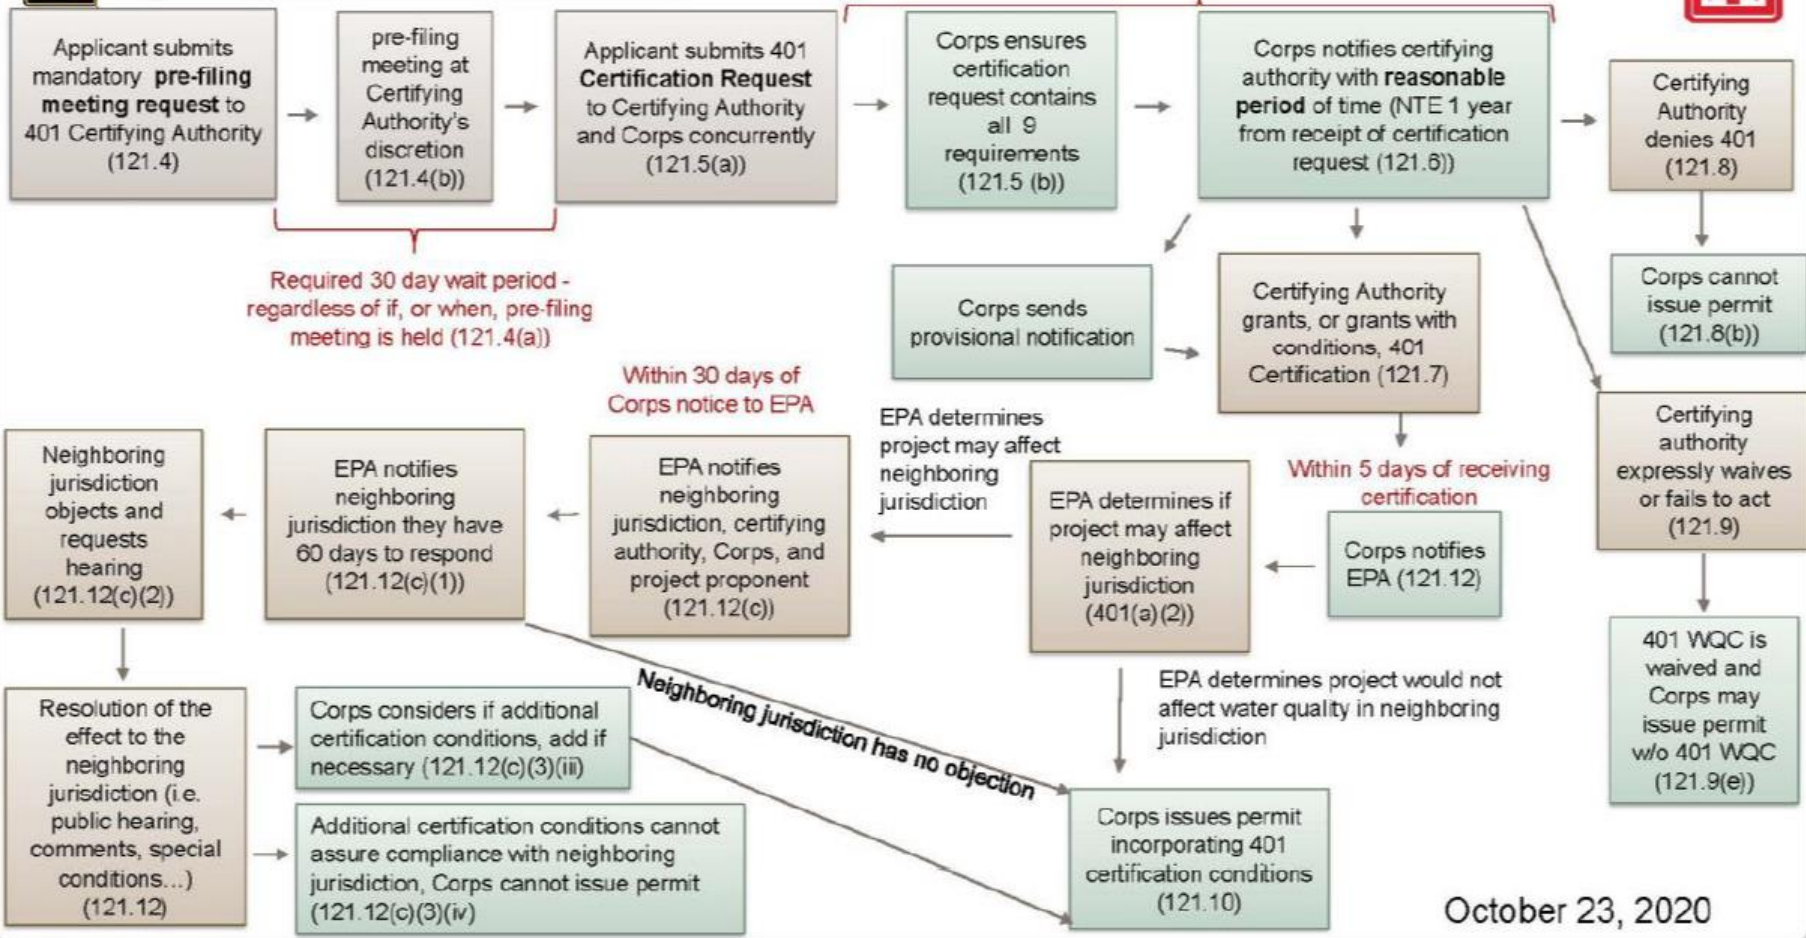 Applicant submits
mandatory pre-filing
meeting request to
401 Certifying Authority
(121.4)
pre-filing
meeting at
Certifying
Authority's
discretion
(121.4(b))
Applicant submits 401
Certification Request
to Certifying Authority
and Corps concurrently
(121.5(a))
Corps ensures
certification
request contains
all 9
requirements
(121.5 (b))
Corps notifies certifying
authority with reasonable
period of time (NTE 1 year
from receipt of certification
request (121.6))
Certifying
Authority
denies 401
(121.8)
Required 30 day wait period -
regardless of if, or when, pre-filing
meeting is held (121.4(a))
Corps sends
provisional notification
Certifying Authority
grants, or grants with
conditions, 401
Certification (121.7)
Corps cannot
issue permit
(121.8(b))
Certifying
authority
expressly waives
or fails to act
(121.9)
401 WQC is
waived and
Corps may
issue permit
w/o 401 WQC
(121.9(e))
Within 5 days of receiving
certification
Corps notifies
EPA (121.12)
EPA determines if
project may affect
neighboring
jurisdiction
(401(a)(2))
EPA determines
project may affect
neighboring
jurisdiction
Within 30 days of
Corps notice to EPA
EPA notifies
neighboring
jurisdiction, certifying
authority, Corps, and
project proponent
(121.12(c))
EPA notifies
neighboring
jurisdiction they have
60 days to respond
(121.12(c)(1))
Neighboring
jurisdiction
objects and
requests
hearing
(121.12(c)(2))
Resolution of the
effect to the
neighboring
jurisdiction (i.e.
public hearing,
comments, special
conditions...)
(121.12)
Corps considers if additional
certification conditions, add if
necessary (121.12(c)(3)(iii)
Additional certification conditions cannot
assure compliance with neighboring
jurisdiction, Corps cannot issue permit
(121.12(c)(3)(iv)
Neighboring jurisdiction has no objection
EPA determines project would not
affect water quality in neighboring
jurisdiction
Corps issues permit
incorporating 401
certification conditions
(121.10)
October 23, 2020